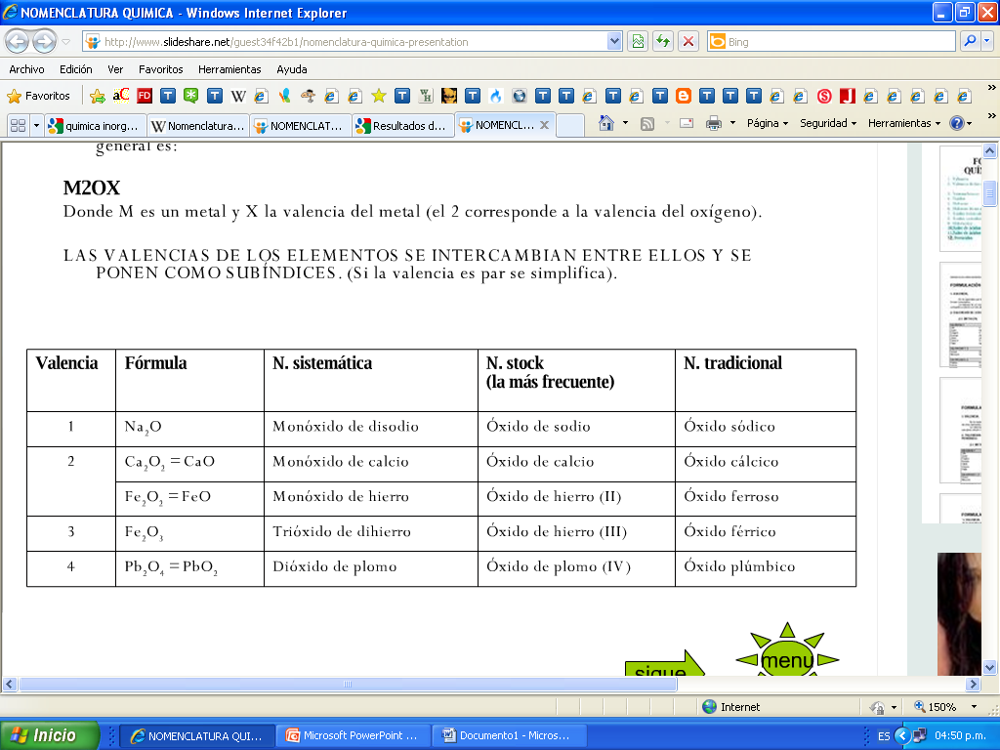 NOMENCLATURA QUIMICA - Windows Internet Explorer
http://www.slideshare.net/guest34f42b1/nomenclatura-quimica-presentation
Bing
Archivo Edición Ver Favoritos Herramientas Ayuda
Favoritos
quimica inorg... Nomenclatura... NOMENCLAT... Resultados d... NOMENCL... Página Seguridad Herramientas
general es:
M2OX
Donde M es un metal y X la valencia del metal (el 2 corresponde a la valencia del oxígeno).
LAS VALENCIAS DE LOS ELEMENTOS SE INTERCAMBIAN ENTRE ELLOS Y SE
PONEN COMO SUBÍNDICES. (Si la valencia es par se simplifica).
Valencia Fórmula N. sistemática N. stock N. tradicional
(la más frecuente)
1 Na₂O Monóxido de disodio Óxido de sodio Óxido sódico
2 Ca₂O₂ = CaO Monóxido de calcio Óxido de calcio Óxido cálcico
Fe₂O₂ = FeO Monóxido de hierro Óxido de hierro (II) Óxido ferroso
3 Fe₂O₃ Trióxido de dihierro Óxido de hierro (III) Óxido férrico
4 Pb₂O₄ = PbO₂ Dióxido de plomo Óxido de plomo (IV) Óxido plúmbico
sigue menu
Internet 150%
Inicio NOMENCLATURA QUI... Microsoft PowerPoint ... Documento1 - Micros... ES 04:50 p.m.